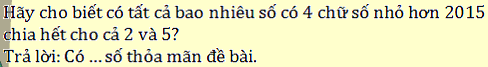 Hãy cho biết có tất cả bao nhiêu số có 4 chữ số nhỏ hơn 2015
chia hết cho cả 2 và 5?
Trả lời: Có ... số thỏa mãn đề bài.